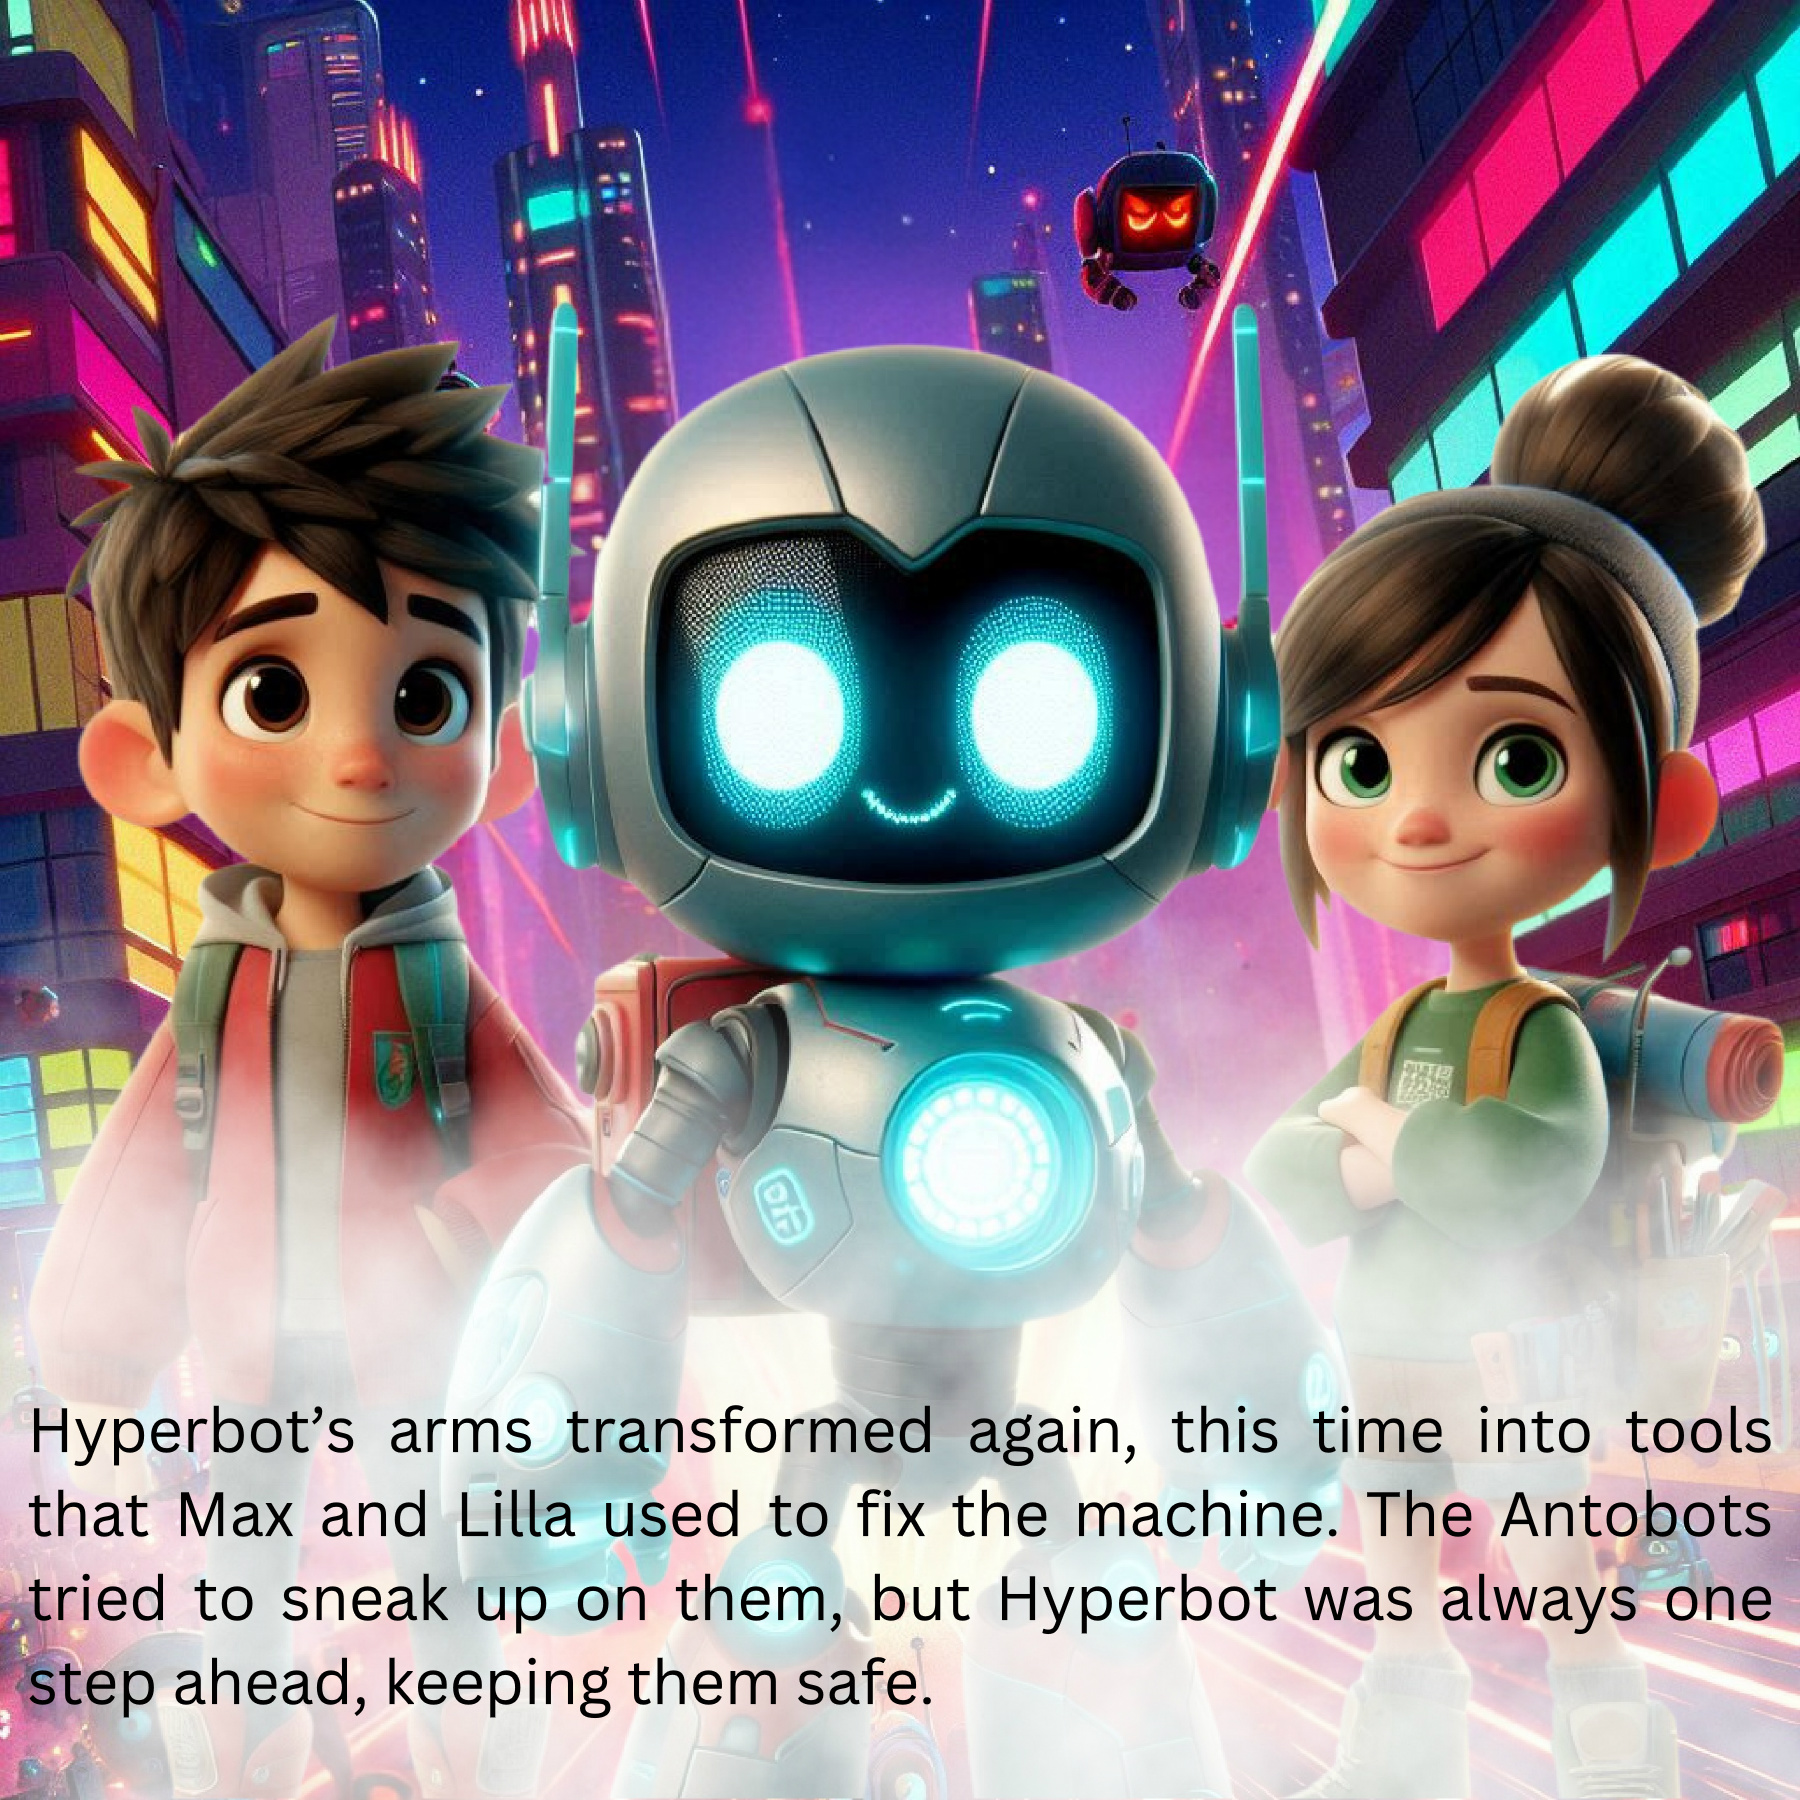 Hyperbot’s arms transformed again, this time into tools
that Max and Lilla used to fix the machine. The Antobots
tried to sneak up on them, but Hyperbot was always one
step ahead, keeping them safe.